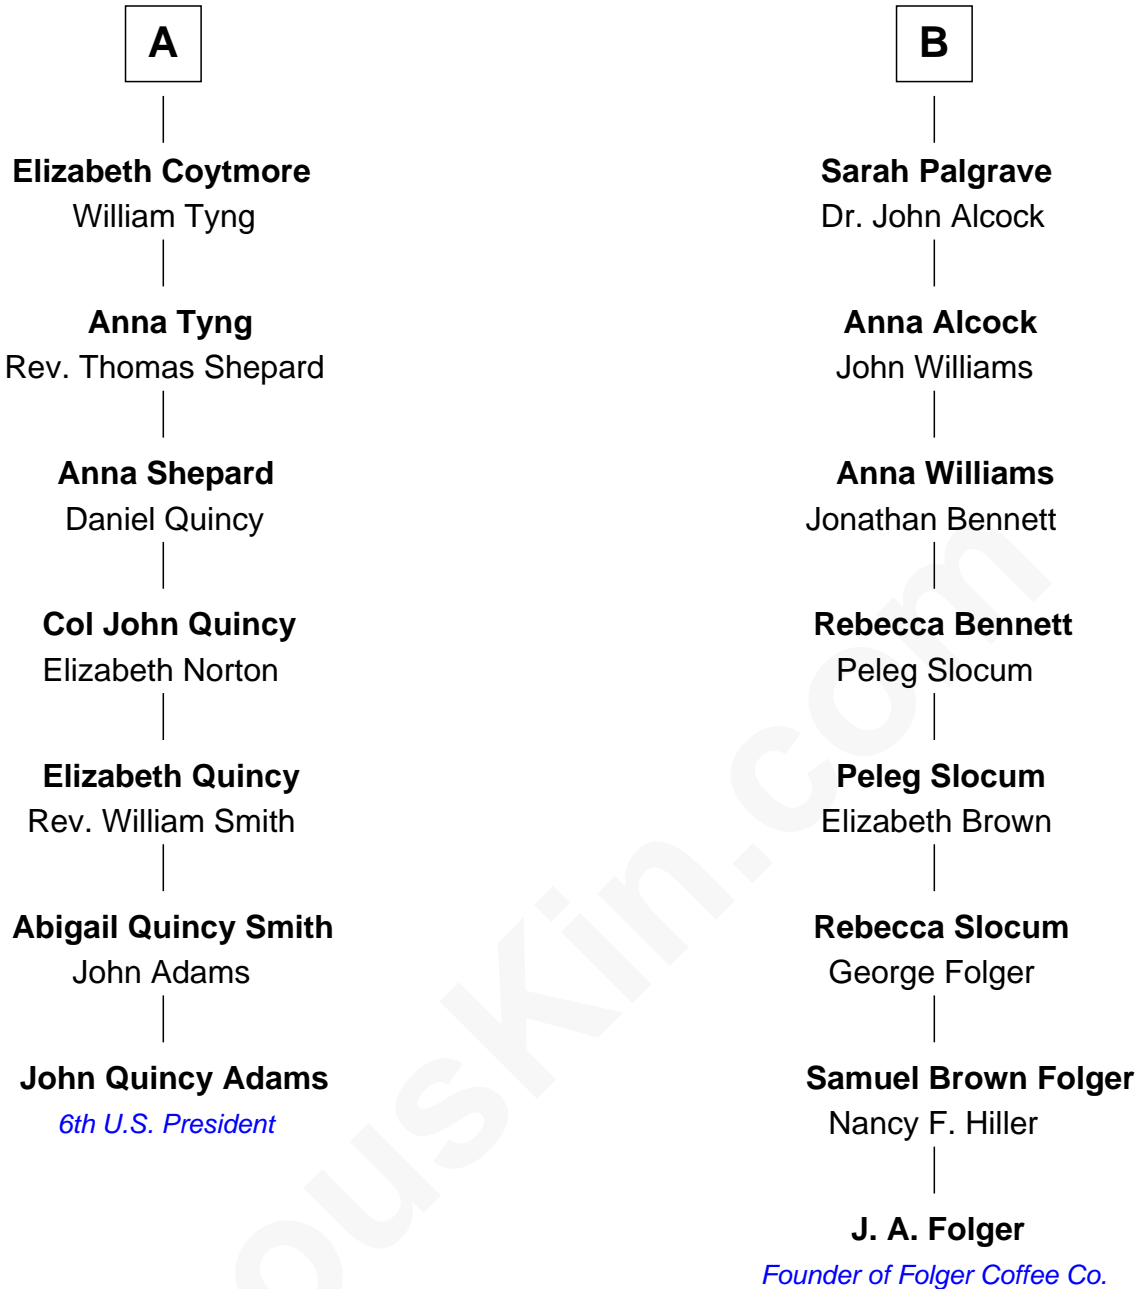 A
Elizabeth Coytmore
William Tyng
Anna Tyng
Rev. Thomas Shepard
Anna Shepard
Daniel Quincy
Col John Quincy
Elizabeth Norton
Elizabeth Quincy
Rev. William Smith
Abigail Quincy Smith
John Adams
John Quincy Adams
6th U.S. President
B
Sarah Palgrave
Dr. John Alcock
Anna Alcock
John Williams
Anna Williams
Jonathan Bennett
Rebecca Bennett
Peleg Slocum
Peleg Slocum
Elizabeth Brown
Rebecca Slocum
George Folger
Samuel Brown Folger
Nancy F. Hiller
J. A. Folger
Founder of Folger Coffee Co.
ouskin.com